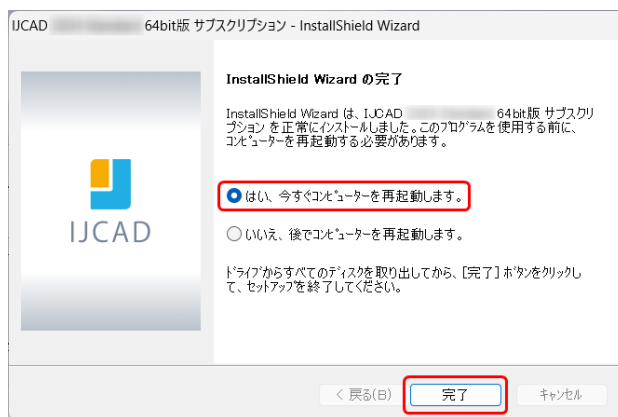 IJCAD 64bit版 サブスクリプション - InstallShield Wizard
InstallShield Wizard の完了
InstallShield Wizard は、IJCAD 64bit版 サブスクリ
プション を正常にインストールしました。このプログラムを使用する前に、
コンピューターを再起動する必要があります。
はい、今すぐコンピューターを再起動します。
いいえ、後でコンピューターを再起動します。
IJCAD
ドライブからすべてのディスクを取り出してから、[完了] ボタンをクリックし
て、セットアップを終了してください。
< 戻る(B)
完了
キャンセル